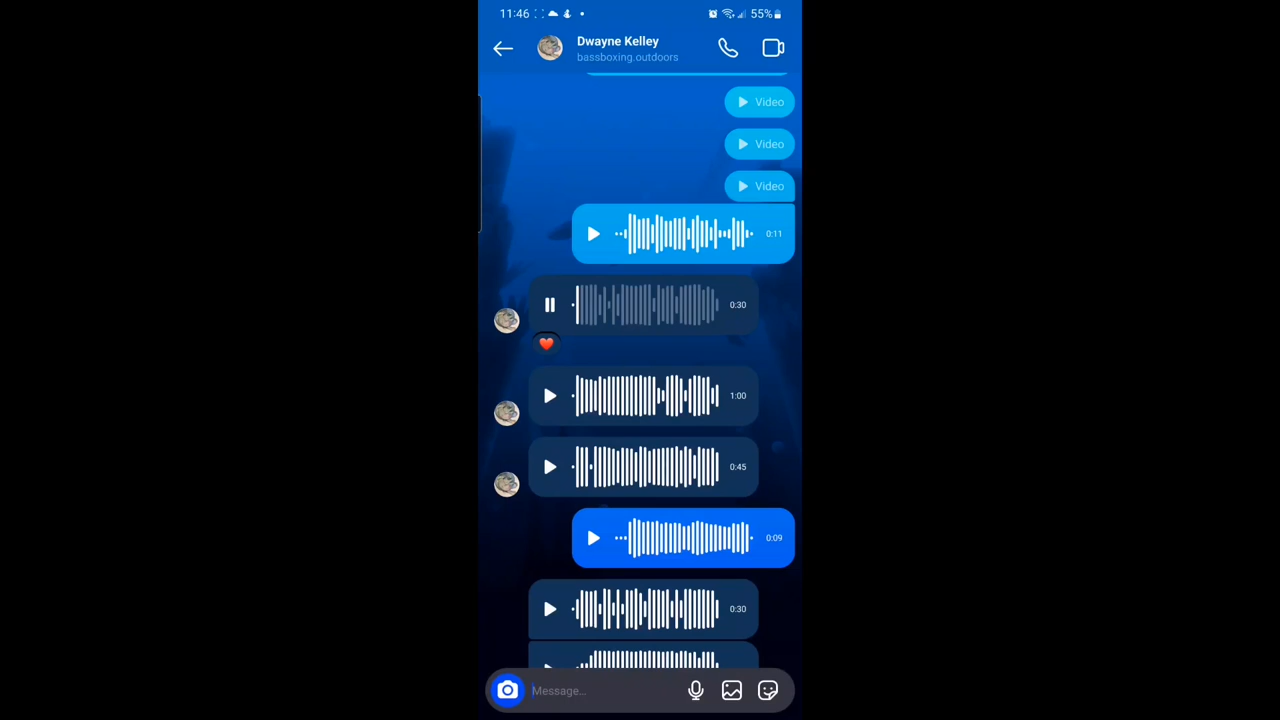 11:46
55%
Dwayne Kelley
bassboxing.outdoors
Video
Video
Video
0:11
0:30
1:00
0:45
0:09
0:30
Message...